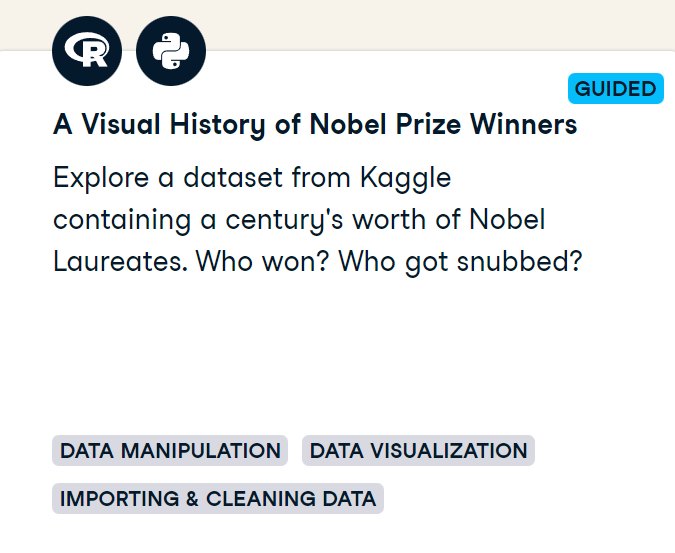 R
GUIDED
A Visual History of Nobel Prize Winners
Explore a dataset from Kaggle
containing a century's worth of Nobel
Laureates. Who won? Who got snubbed?
DATA MANIPULATION DATA VISUALIZATION
IMPORTING & CLEANING DATA